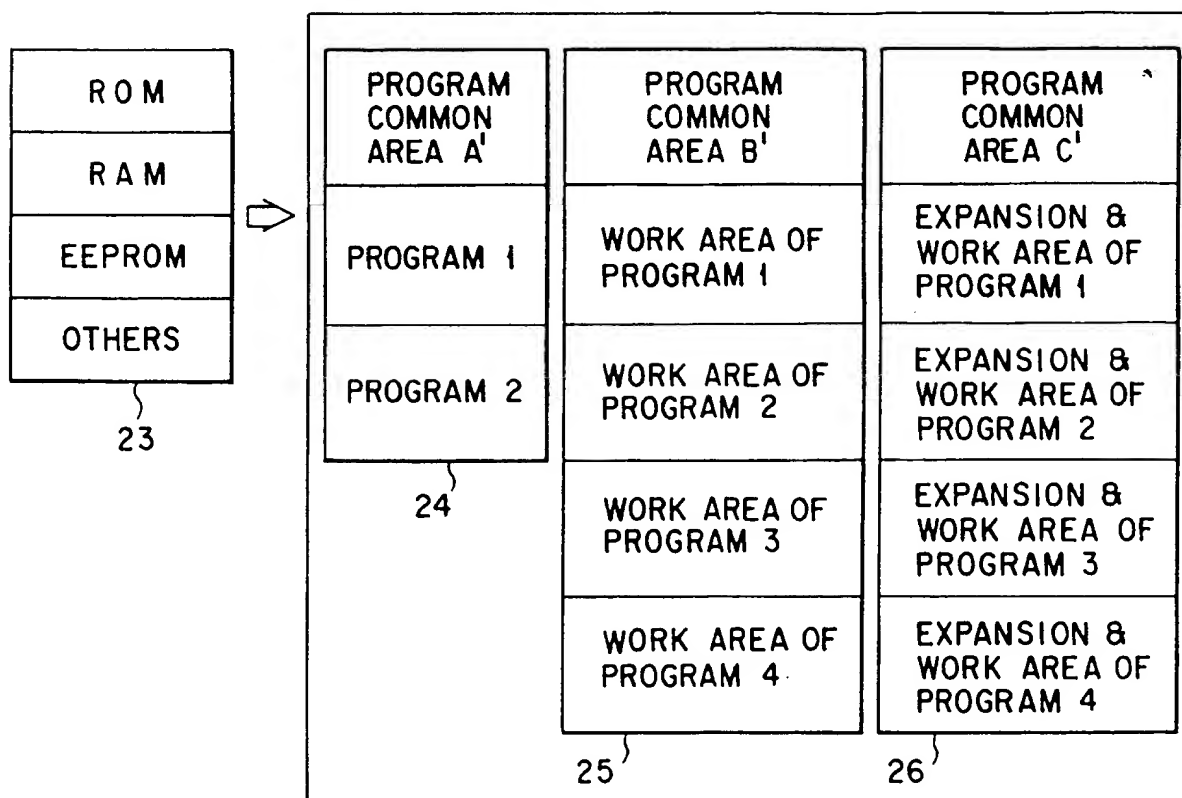 ROM
RAM
EEPROM
OTHERS
23
PROGRAM
COMMON
AREA A'
PROGRAM 1
PROGRAM 2
24
PROGRAM
COMMON
AREA B'
WORK AREA OF
PROGRAM 1
WORK AREA OF
PROGRAM 2
WORK AREA OF
PROGRAM 3
WORK AREA OF
PROGRAM 4
25
PROGRAM
COMMON
AREA C'
EXPANSION &
WORK AREA OF
PROGRAM 1
EXPANSION &
WORK AREA OF
PROGRAM 2
EXPANSION &
WORK AREA OF
PROGRAM 3
EXPANSION &
WORK AREA OF
PROGRAM 4
26